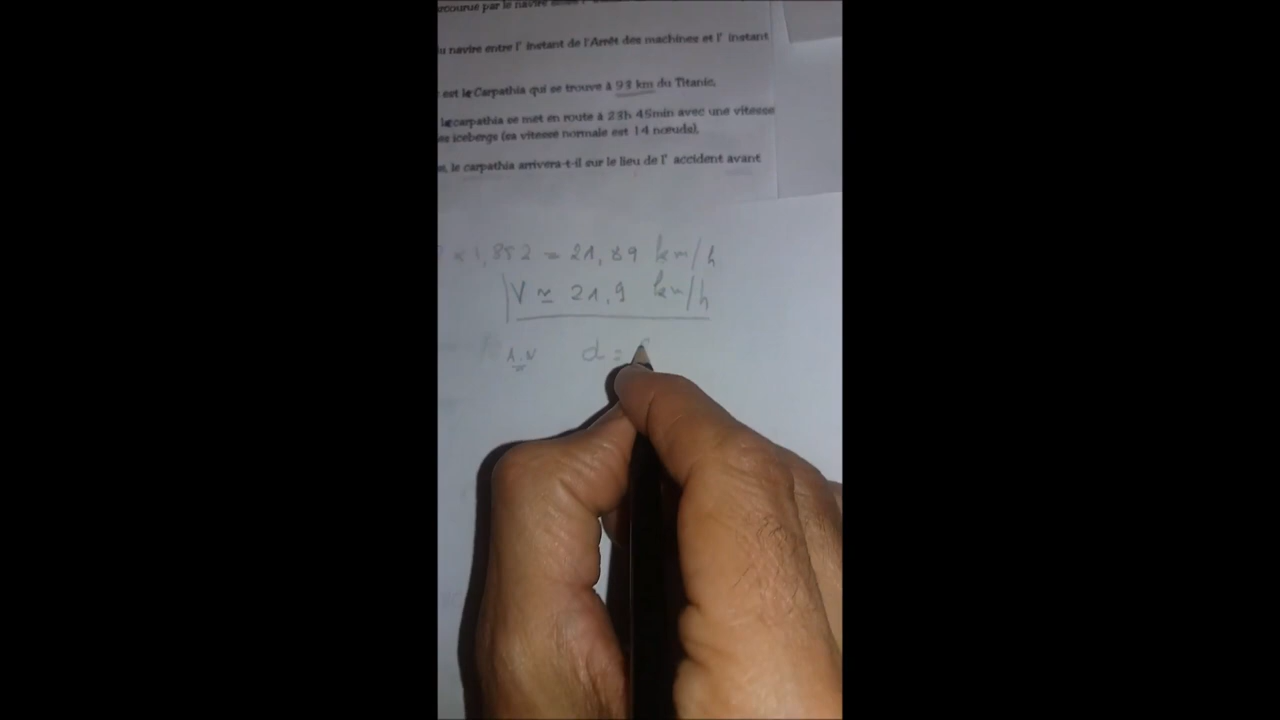 parcourue par le navire
du navire entre l' instant de l'Arrêt des machines et l' instant
est le Carpathia qui se trouve à 93 km du Titanic.
le carpathia se met en route à 23h 45min avec une vitesse
es icebergs (sa vitesse normale est 14 nœuds).
le carpathia arrivera-t-il sur le lieu de l' accident avant
× 1,852 = 21,89 km/h
V ≃ 21,9 km/h
A.N d =